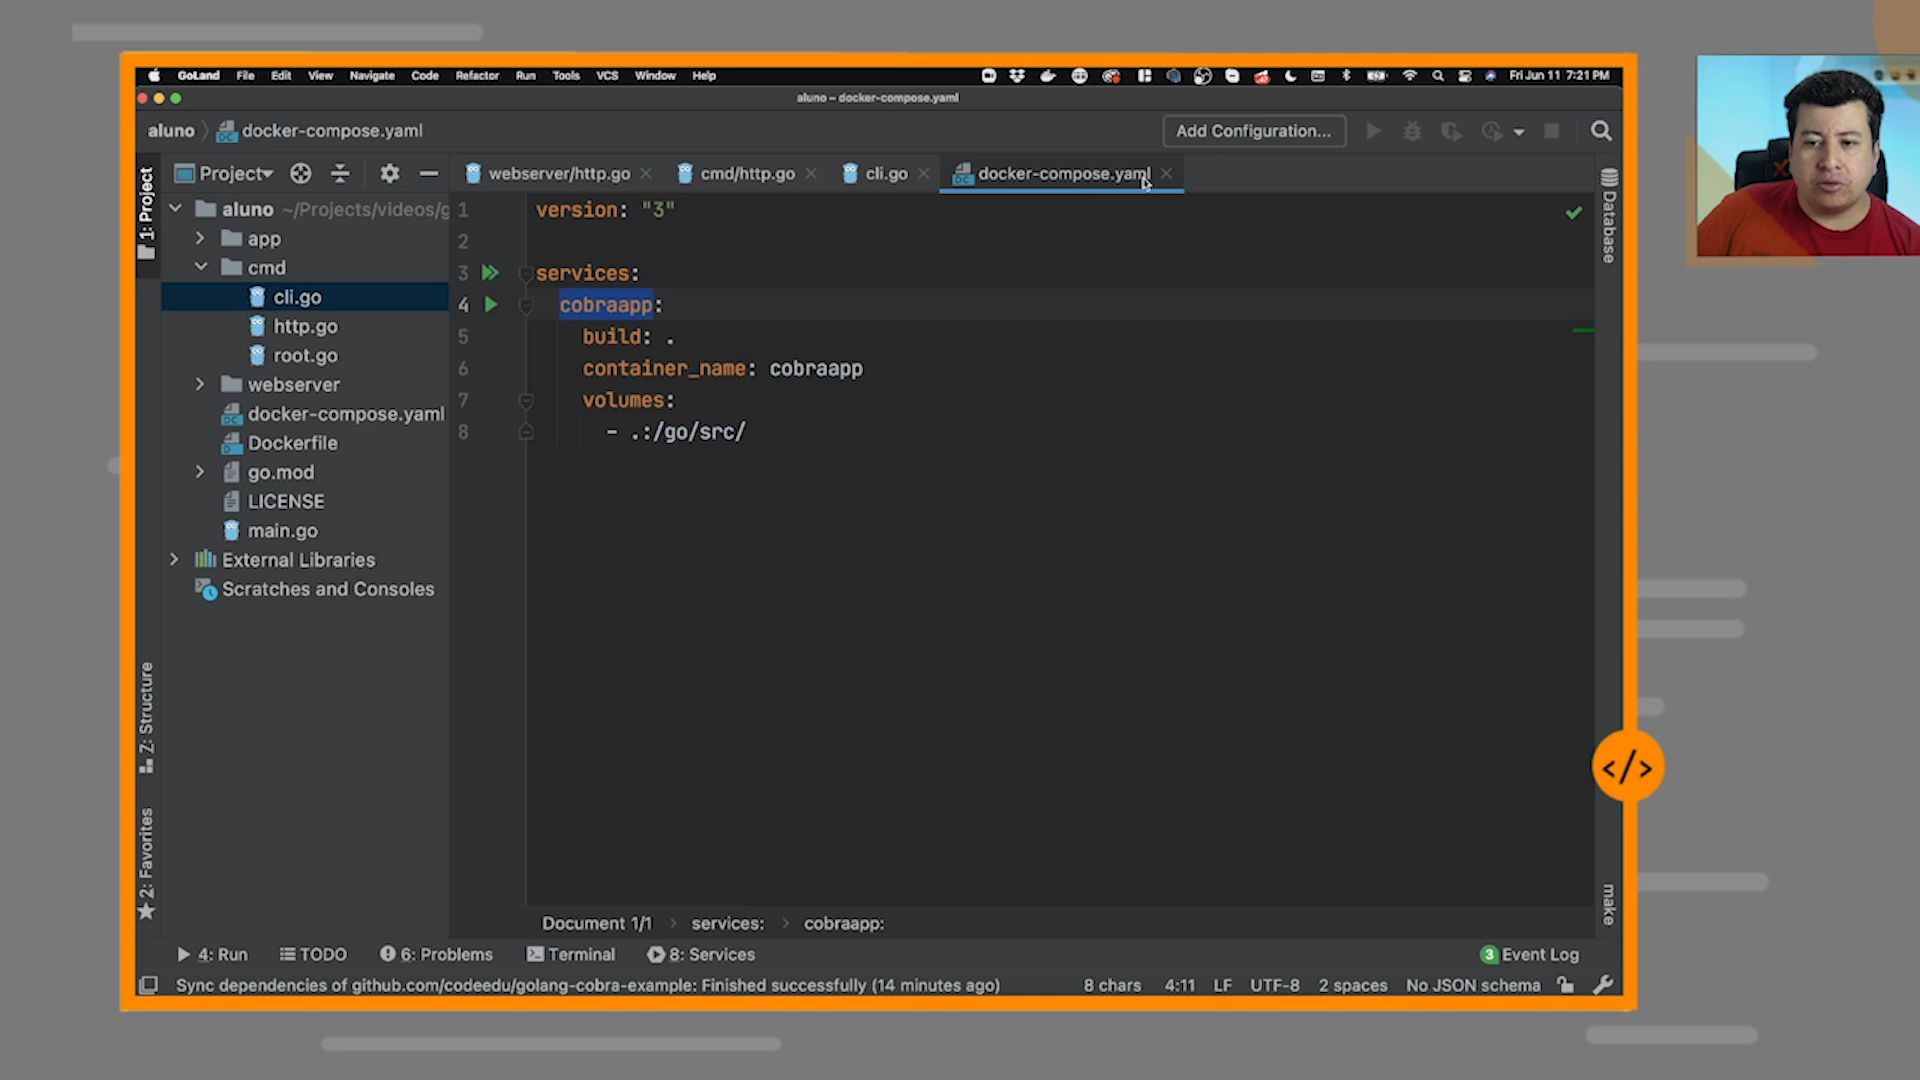 GoLand File Edit View Navigate Code Refactor Run Tools VCS Window Help Fri Jun 11 7:21 PM
aluno – docker-compose.yaml
aluno docker-compose.yaml Add Configuration...
1: Project
Project
webserver/http.go cmd/http.go cli.go docker-compose.yaml
aluno ~/Projects/videos/g
app
cmd
cli.go
http.go
root.go
webserver
docker-compose.yaml
Dockerfile
go.mod
LICENSE
main.go
External Libraries
Scratches and Consoles
1 version: "3"
2
3 services:
4 cobraapp:
5 build: .
6 container_name: cobraapp
7 volumes:
8 - .:/go/src/
Database
Z: Structure
2: Favorites
make
</>
Document 1/1 services: cobraapp:
4: Run TODO 6: Problems Terminal 8: Services 3 Event Log
Sync dependencies of github.com/codeedu/golang-cobra-example: Finished successfully (14 minutes ago) 8 chars 4:11 LF UTF-8 2 spaces No JSON schema